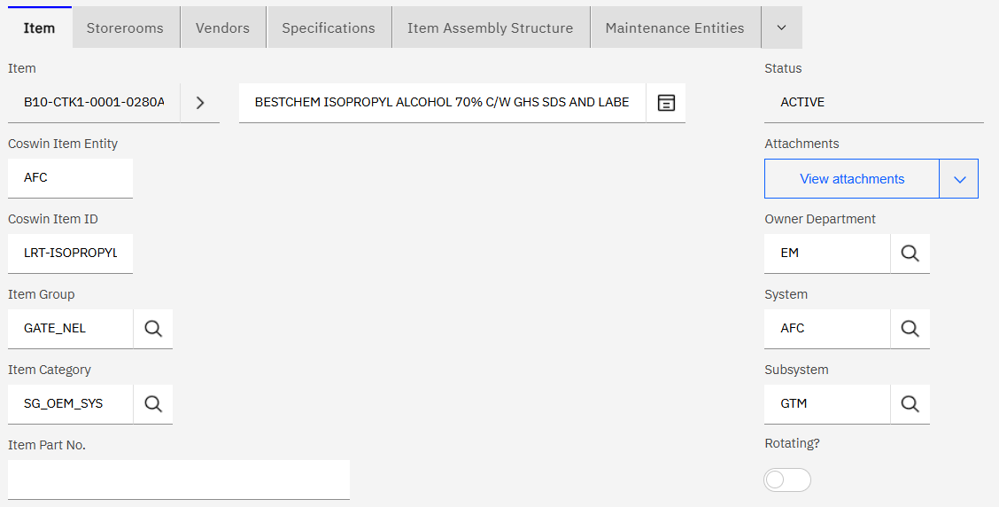 Item
Storerooms
Vendors
Specifications
Item Assembly Structure
Maintenance Entities
Item
B10-CTK1-0001-0280A
BESTCHEM ISOPROPYL ALCOHOL 70% C/W GHS SDS AND LABE
Status
ACTIVE
Coswin Item Entity
AFC
Attachments
View attachments
Coswin Item ID
LRT-ISOPROPYL
Owner Department
EM
Item Group
GATE_NEL
System
AFC
Item Category
SG_OEM_SYS
Subsystem
GTM
Item Part No.
Rotating?